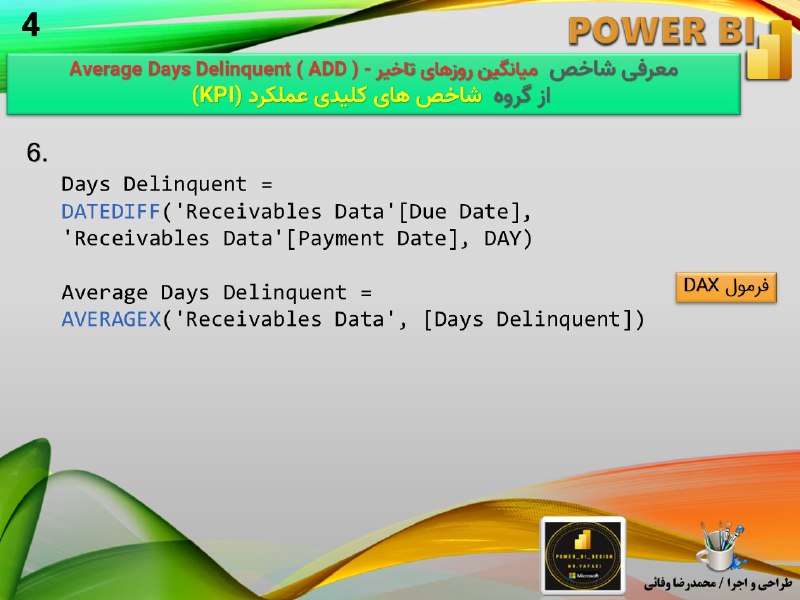 4
POWER BI
معرفی شاخص میانگین روزهای تاخیر - Average Days Delinquent ( ADD )
از گروه شاخص های کلیدی عملکرد (KPI)
6.
Days Delinquent =
DATEDIFF('Receivables Data'[Due Date],
'Receivables Data'[Payment Date], DAY)
Average Days Delinquent =
AVERAGEX('Receivables Data', [Days Delinquent])
فرمول DAX
POWER_BI_DESIGN
MR.VAFAEI
Microsoft
طراحی و اجرا / محمدرضا وفائی